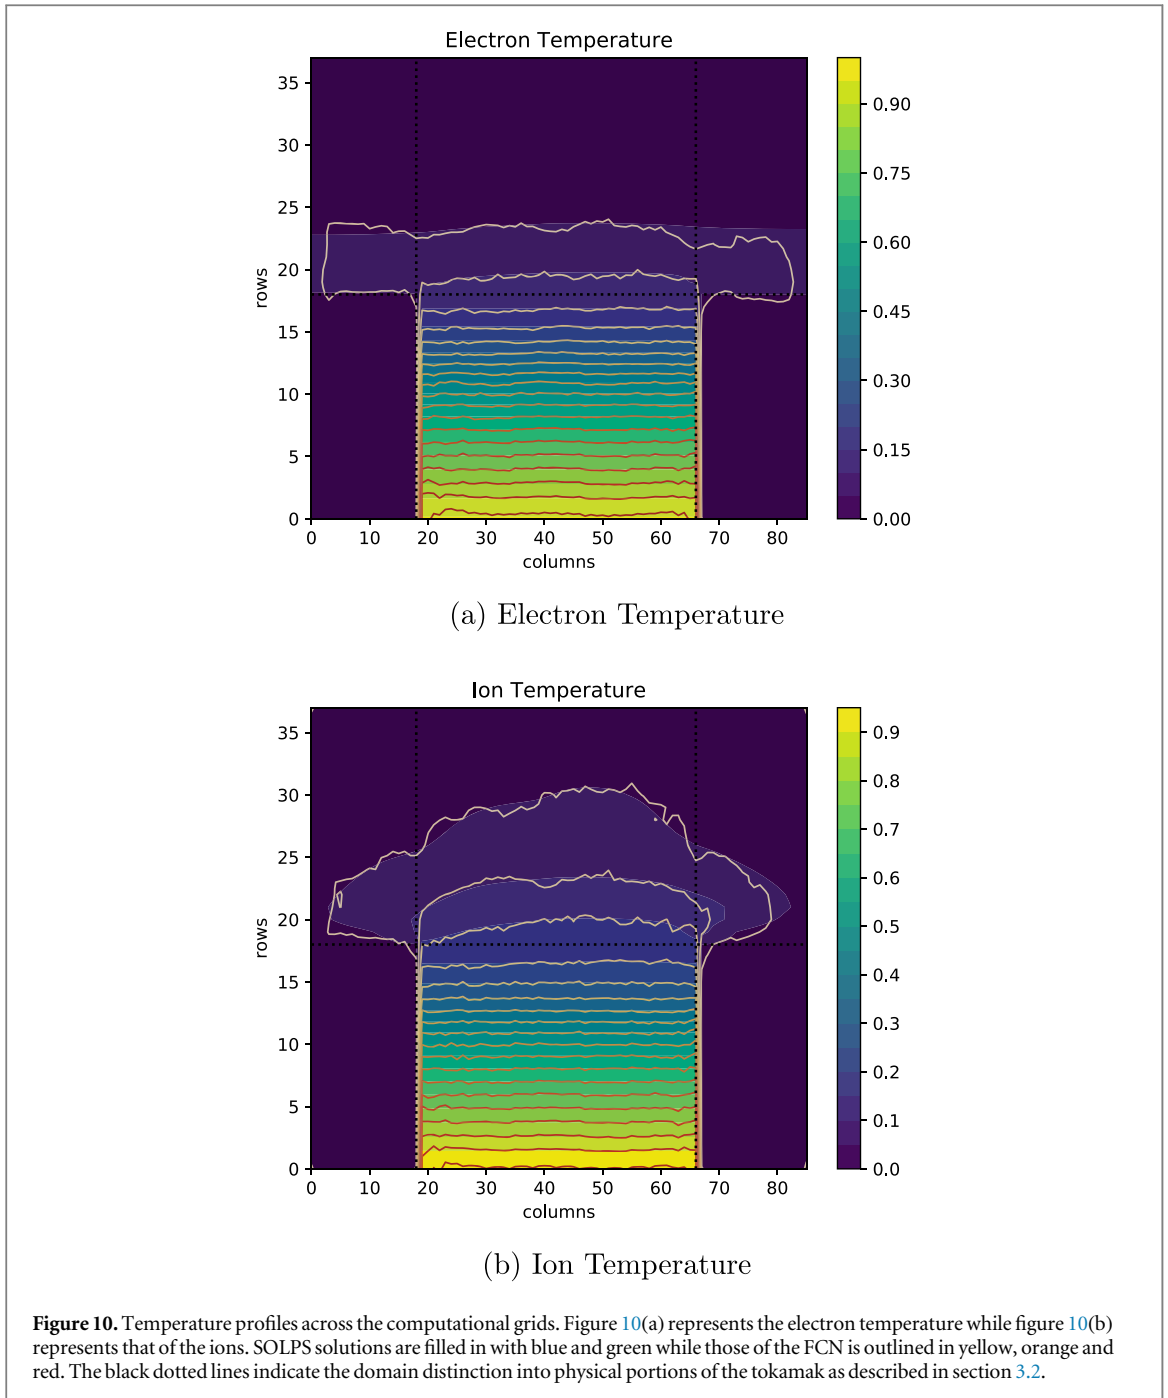 Electron Temperature
35
30
25
20
15
10
5
0
rows
0 10 20 30 40 50 60 70 80
columns
0.90
0.75
0.60
0.45
0.30
0.15
0.00
(a) Electron Temperature
Ion Temperature
35
30
25
20
15
10
5
0
rows
0 10 20 30 40 50 60 70 80
columns
0.9
0.8
0.7
0.6
0.5
0.4
0.3
0.2
0.1
0.0
(b) Ion Temperature
Figure 10. Temperature profiles across the computational grids. Figure 10(a) represents the electron temperature while figure 10(b)
represents that of the ions. SOLPS solutions are filled in with blue and green while those of the FCN is outlined in yellow, orange and
red. The black dotted lines indicate the domain distinction into physical portions of the tokamak as described in section 3.2.